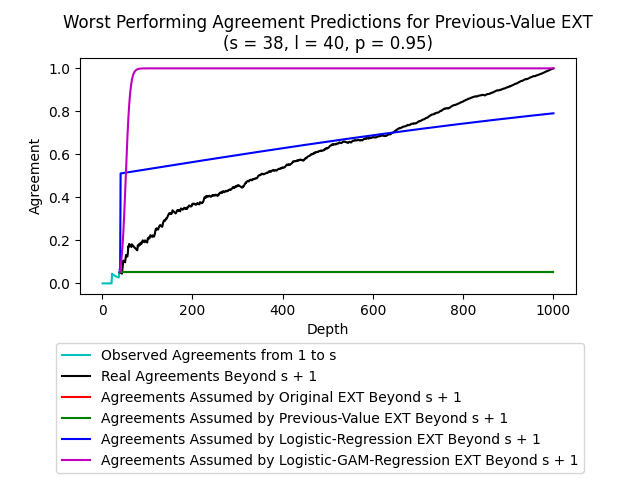 Worst Performing Agreement Predictions for Previous-Value EXT
(s = 38, l = 40, p = 0.95)
1.0
0.8
0.6
0.4
0.2
0.0
Agreement
0 200 400 600 800 1000
Depth
Observed Agreements from 1 to s
Real Agreements Beyond s + 1
Agreements Assumed by Original EXT Beyond s + 1
Agreements Assumed by Previous-Value EXT Beyond s + 1
Agreements Assumed by Logistic-Regression EXT Beyond s + 1
Agreements Assumed by Logistic-GAM-Regression EXT Beyond s + 1